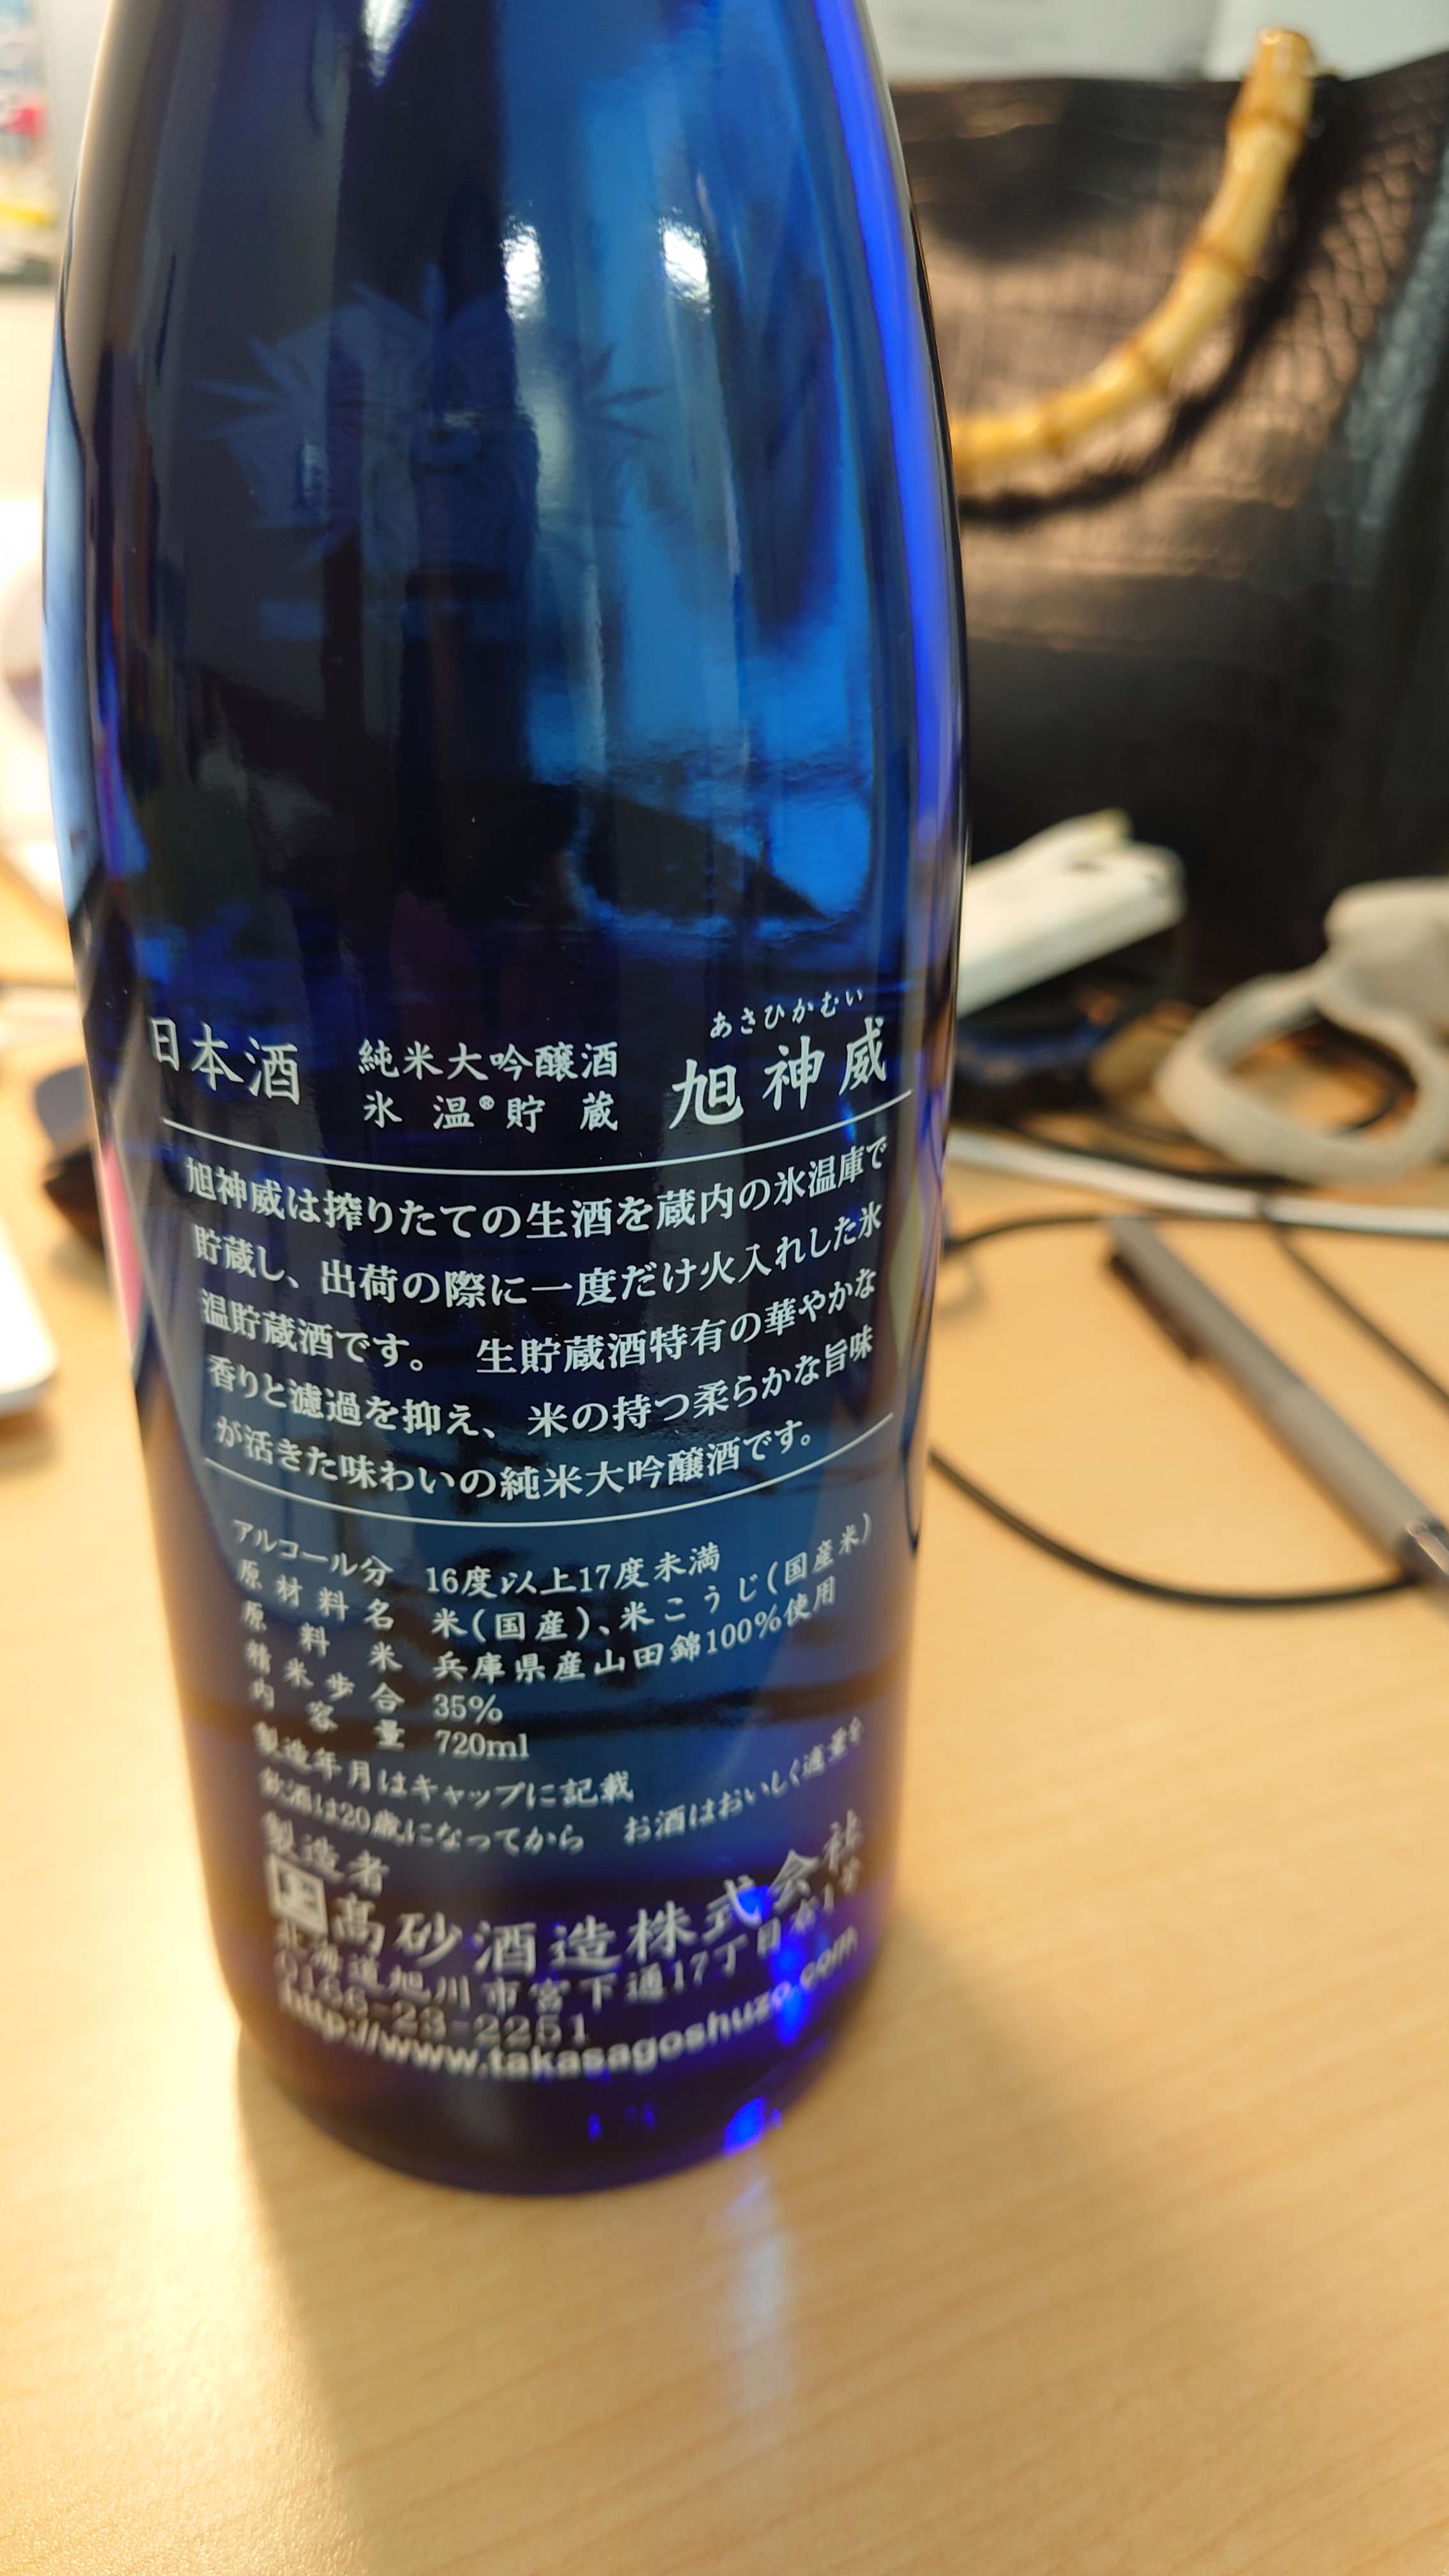 あさひかむい
日本酒 純米大吟醸酒 旭神威
氷温®貯蔵
旭神威は搾りたての生酒を蔵内の氷温庫で
貯蔵し、出荷の際に一度だけ火入れした氷
温貯蔵酒です。 生貯蔵酒特有の華やかな
香りと濾過を抑え、米の持つ柔らかな旨味
が活きた味わいの純米大吟醸酒です。
アルコール分 16度以上17度未満
原材料名 米(国産)、米こうじ(国産米)
原料米 兵庫県産山田錦100%使用
精米歩合 35%
内容量 720ml
製造年月はキャップに記載
飲酒は20歳になってから お酒はおいしく適量を
製造者
髙砂酒造株式会社
北海道旭川市宮下通17丁目右1号
0166-23-2251
http://www.takasagoshuzo.com